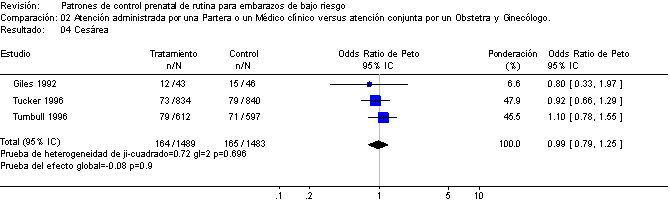 Revisión: Patrones de control prenatal de rutina para embarazos de bajo riesgo
Comparación: 02 Atención administrada por una Partera o un Médico clínico versus atención conjunta por un Obstetra y Ginecólogo.
Resultado: 04 Cesárea
Estudio Tratamiento Control Odds Ratio de Peto Ponderación Odds Ratio de Peto
n/N n/N 95% IC (%) 95% IC
Giles 1992 12 / 43 15 / 46 6.6 0.80 [0.33, 1.97]
Tucker 1996 73 / 834 79 / 840 47.9 0.92 [0.66, 1.29]
Turnbull 1996 79 / 612 71 / 597 45.5 1.10 [0.78, 1.55]
Total (95% IC) 164 / 1489 165 / 1483 100.0 0.99 [0.79, 1.25]
Prueba de heterogeneidad de ji-cuadrado=0.72 gl=2 p=0.696
Prueba del efecto global=-0.08 p=0.9
.1 .2 1 5 10